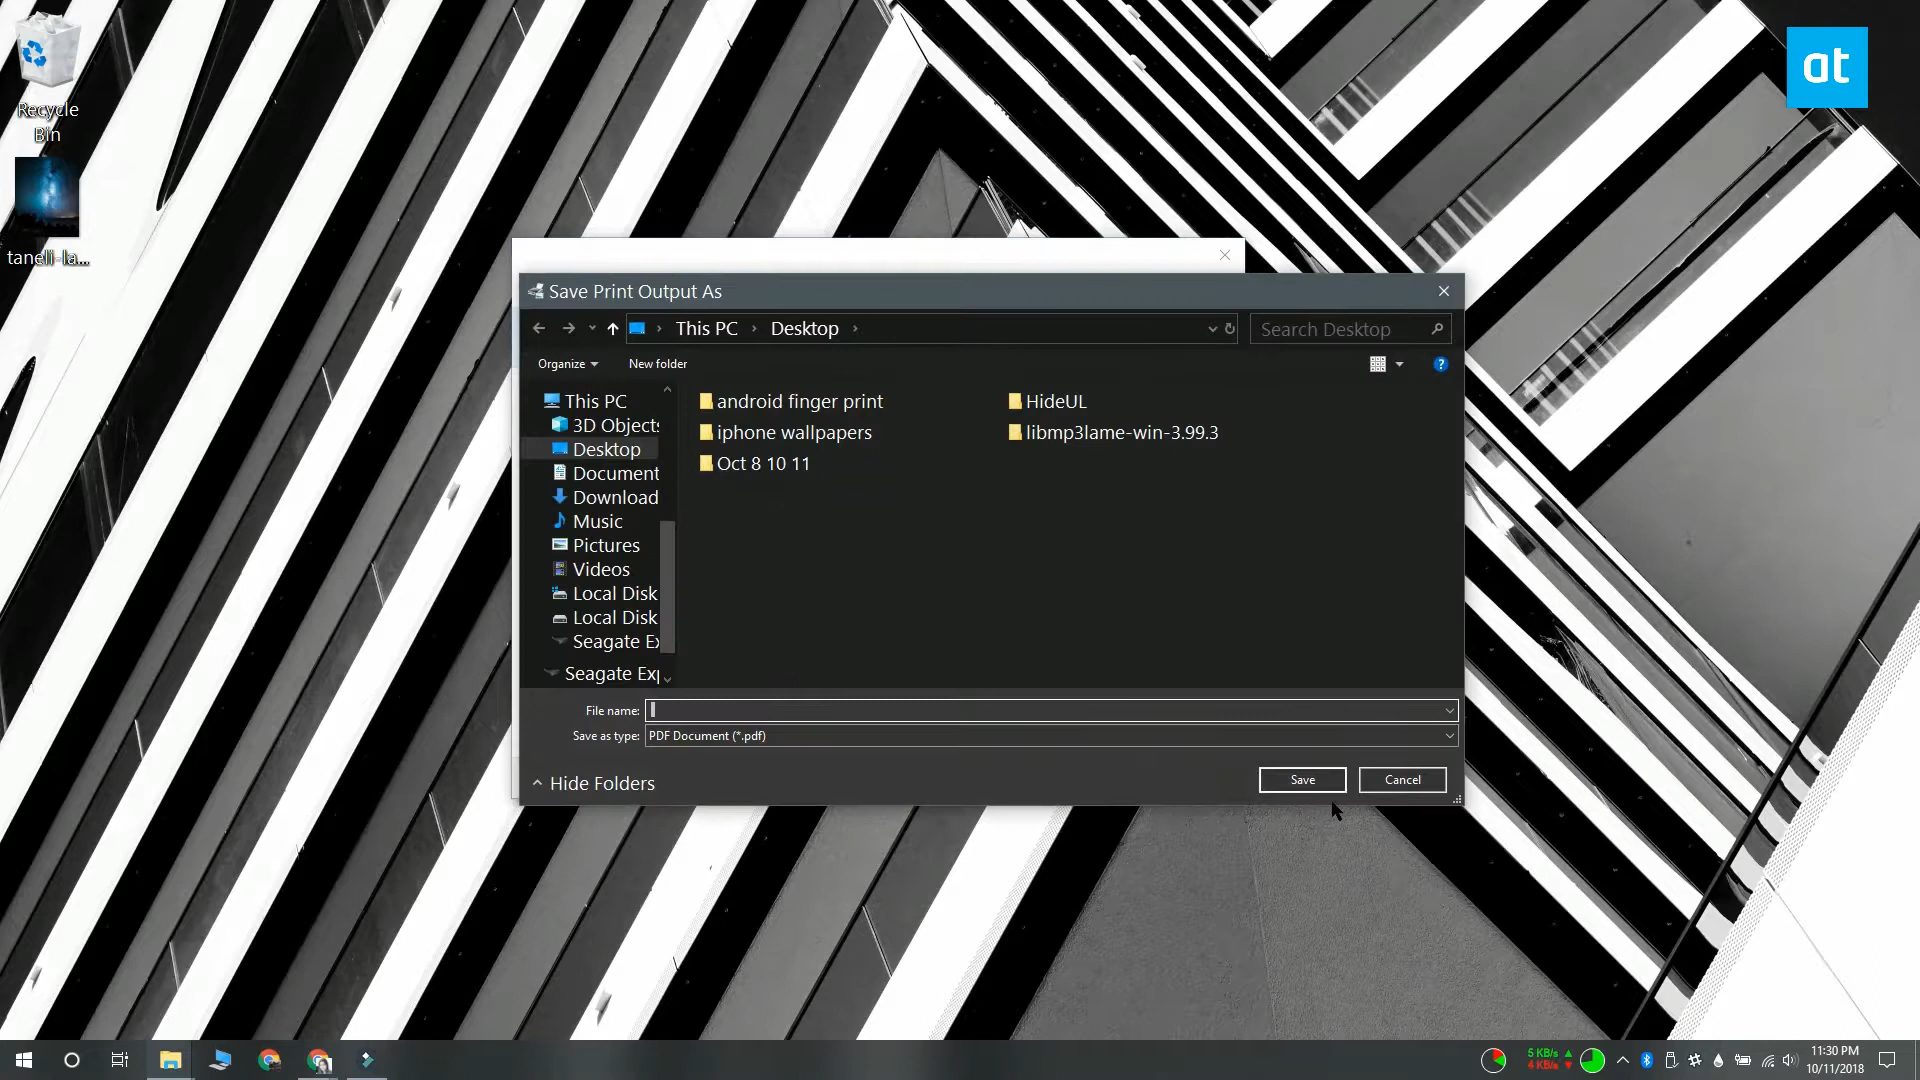 Recycle
Bin
taneli-la...
at
Save Print Output As
This PC
Desktop
Search Desktop
Organize
New folder
?
This PC
3D Objects
Desktop
Document
Download
Music
Pictures
Videos
Local Disk
Local Disk
Seagate Ex
Seagate Exp
android finger print
iphone wallpapers
Oct 8 10 11
HideUL
libmp3lame-win-3.99.3
File name:
Save as type: PDF Document (*.pdf)
Hide Folders
Save
Cancel
5 KB/s
4 KB/s
11:30 PM
10/11/2018